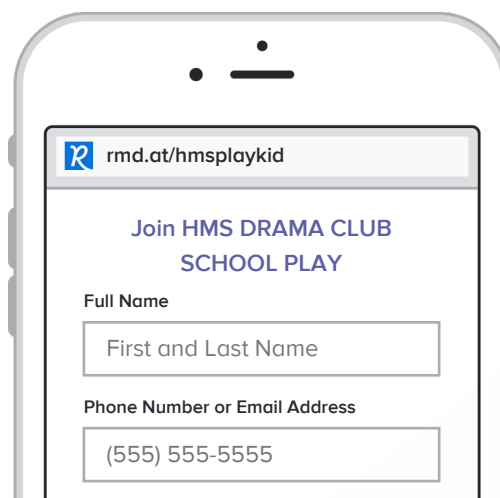 rmd.at/hmsplaykid
Join HMS DRAMA CLUB
SCHOOL PLAY
Full Name
First and Last Name
Phone Number or Email Address
(555) 555-5555